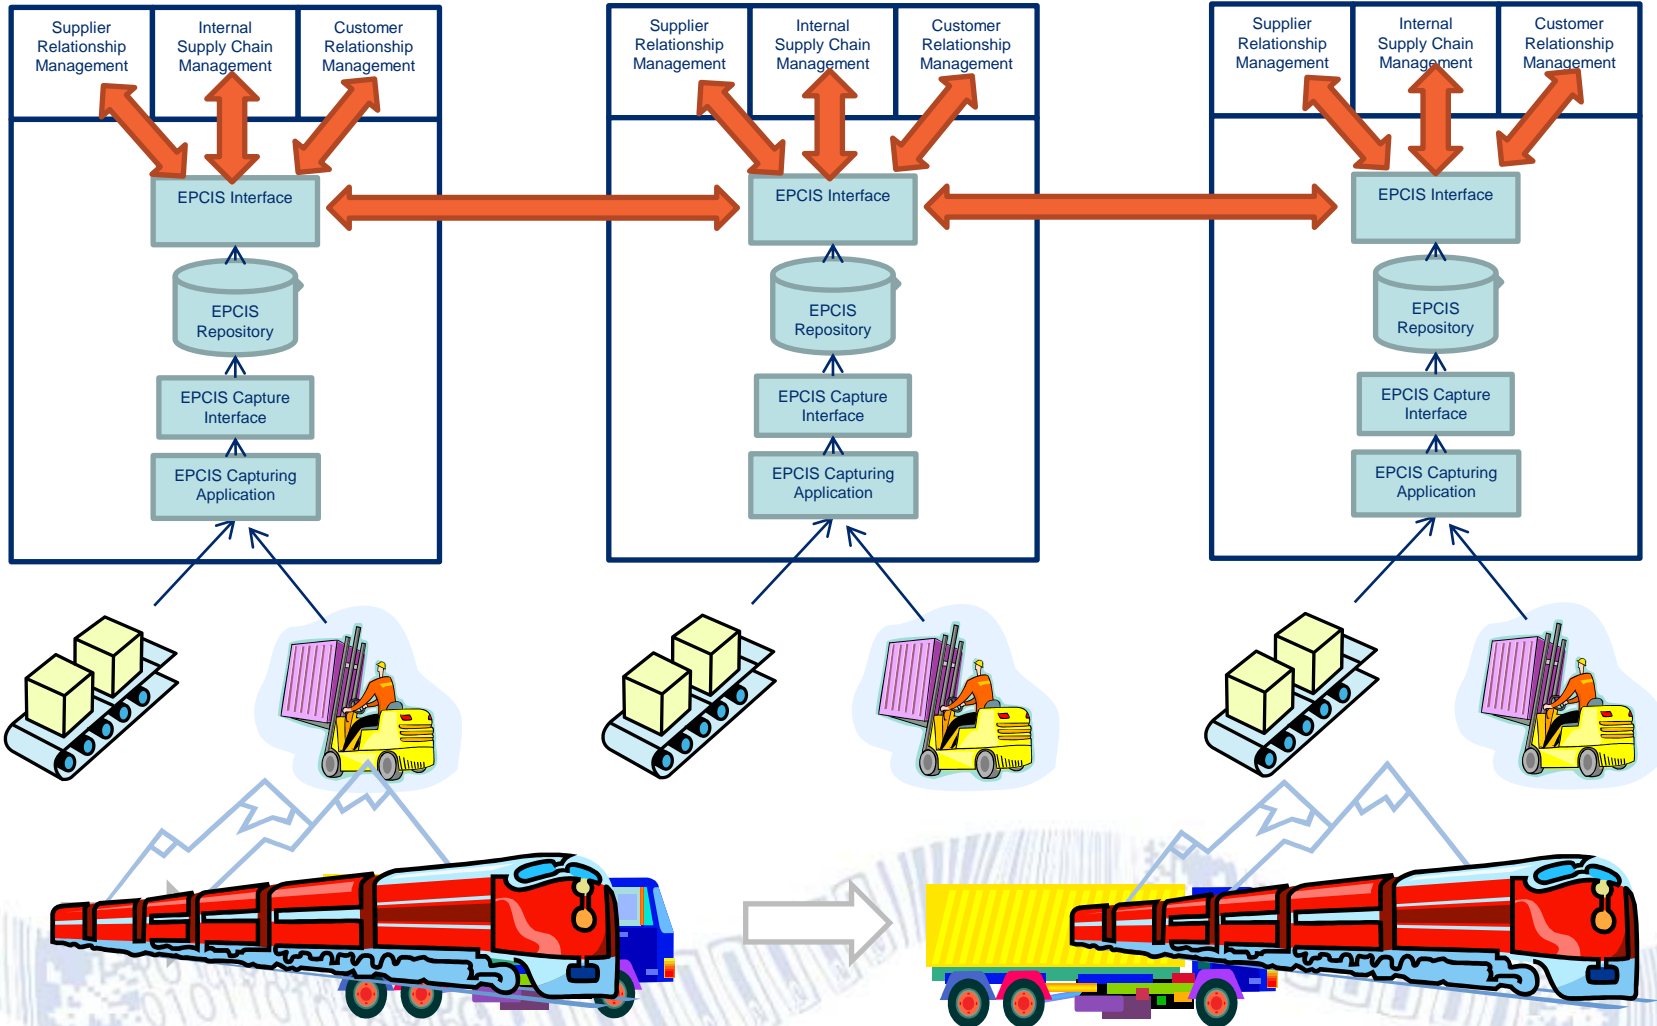 Supplier
Relationship
Management
Internal
Supply Chain
Management
Customer
Relationship
Management
EPCIS Interface
EPCIS
Repository
EPCIS Capture
Interface
EPCIS Capturing
Application
Supplier
Relationship
Management
Internal
Supply Chain
Management
Customer
Relationship
Management
EPCIS Interface
EPCIS
Repository
EPCIS Capture
Interface
EPCIS Capturing
Application
Supplier
Relationship
Management
Internal
Supply Chain
Management
Customer
Relationship
Management
EPCIS Interface
EPCIS
Repository
EPCIS Capture
Interface
EPCIS Capturing
Application